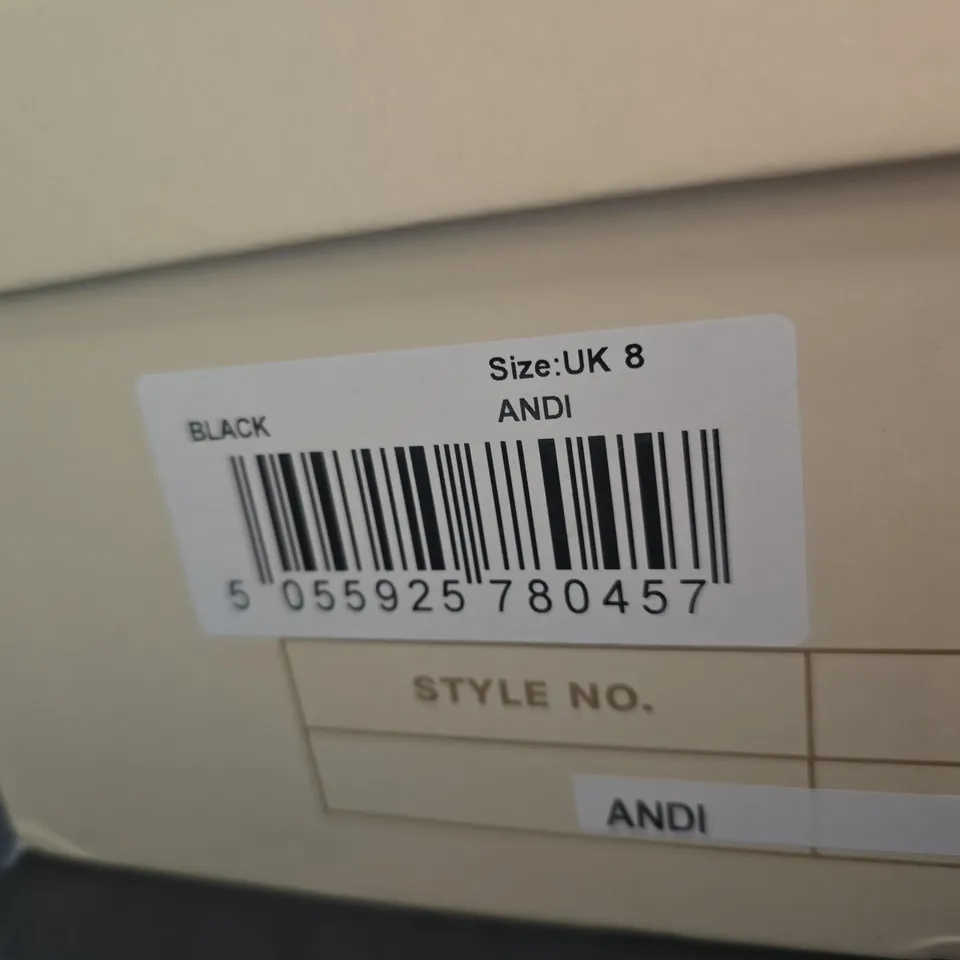 Size:UK 8
ANDI
BLACK
5 055925 780457
STYLE NO.
ANDI